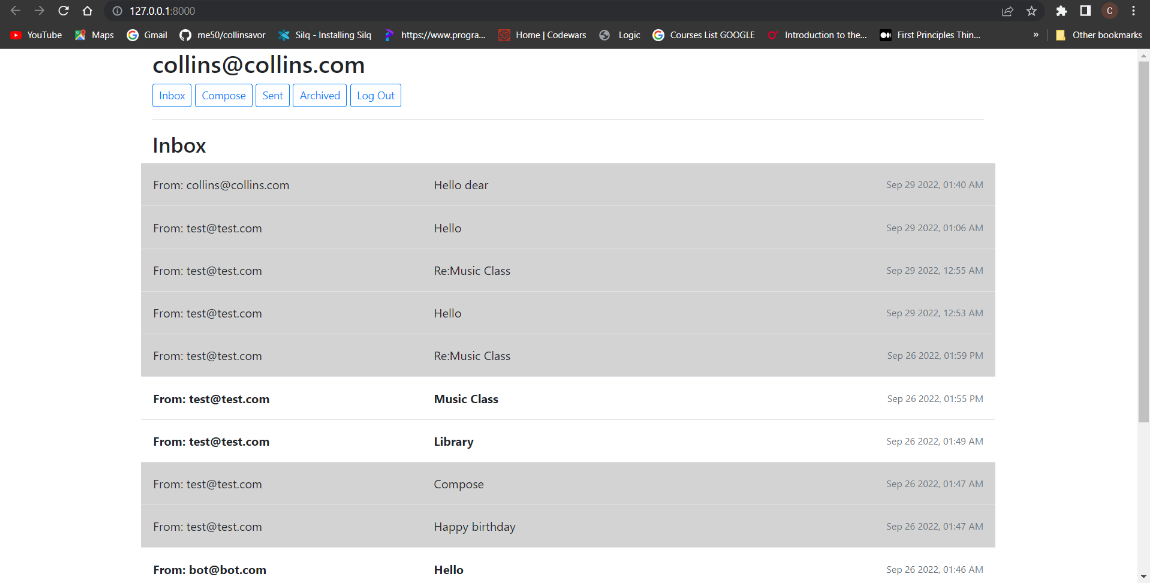 127.0.0.1:8000
C
YouTube Maps Gmail me50/collinsavor Silq - Installing Silq https://www.progra... Home | Codewars Logic Courses List GOOGLE Introduction to the... First Principles Thin... » Other bookmarks
collins@collins.com
Inbox Compose Sent Archived Log Out
Inbox
From: collins@collins.com Hello dear Sep 29 2022, 01:40 AM
From: test@test.com Hello Sep 29 2022, 01:06 AM
From: test@test.com Re:Music Class Sep 29 2022, 12:55 AM
From: test@test.com Hello Sep 29 2022, 12:53 AM
From: test@test.com Re:Music Class Sep 26 2022, 01:59 PM
From: test@test.com Music Class Sep 26 2022, 01:55 PM
From: test@test.com Library Sep 26 2022, 01:49 AM
From: test@test.com Compose Sep 26 2022, 01:47 AM
From: test@test.com Happy birthday Sep 26 2022, 01:47 AM
From: bot@bot.com Hello Sep 26 2022, 01:46 AM